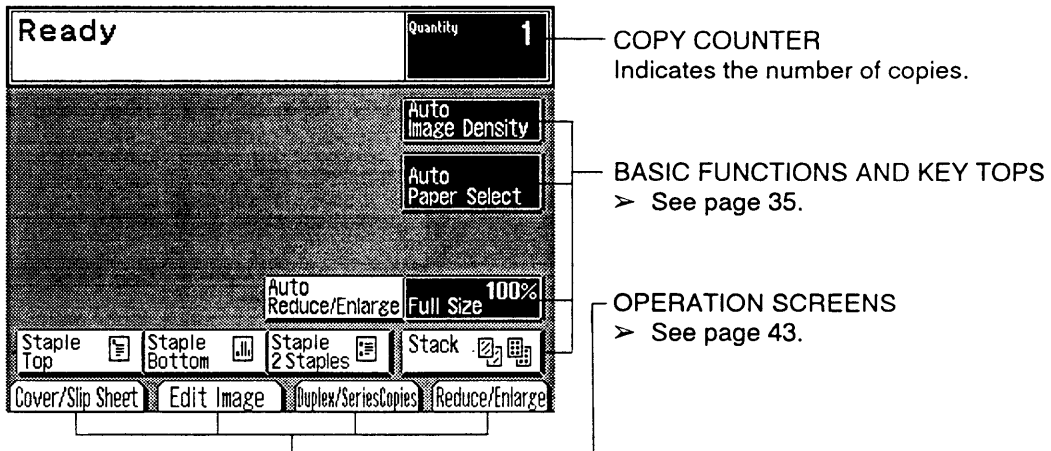 Ready
Quantity
1
COPY COUNTER
Indicates the number of copies.
Auto
Image Density
Auto
Paper Select
BASIC FUNCTIONS AND KEY TOPS
➢ See page 35.
Auto
Reduce/Enlarge
100%
Full Size
OPERATION SCREENS
➢ See page 43.
Staple
Top
Staple
Bottom
Staple
2 Staples
Stack
Cover/Slip Sheet
Edit Image
Duplex/SeriesCopies
Reduce/Enlarge